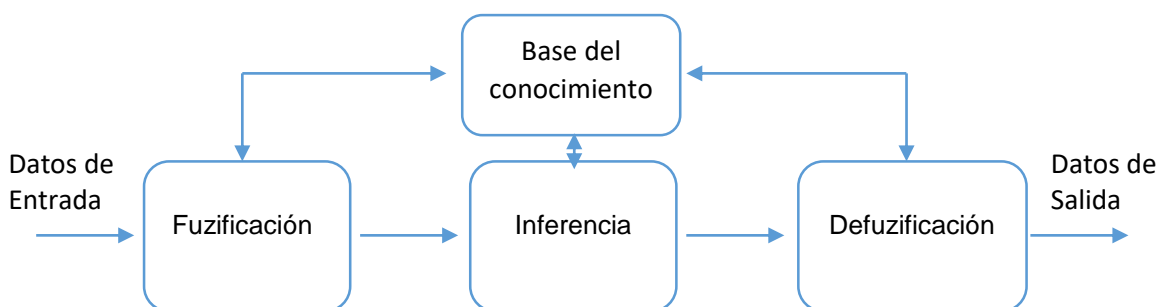 Base del
conocimiento
Datos de
Entrada
Fuzificación
Inferencia
Defuzificación
Datos de
Salida